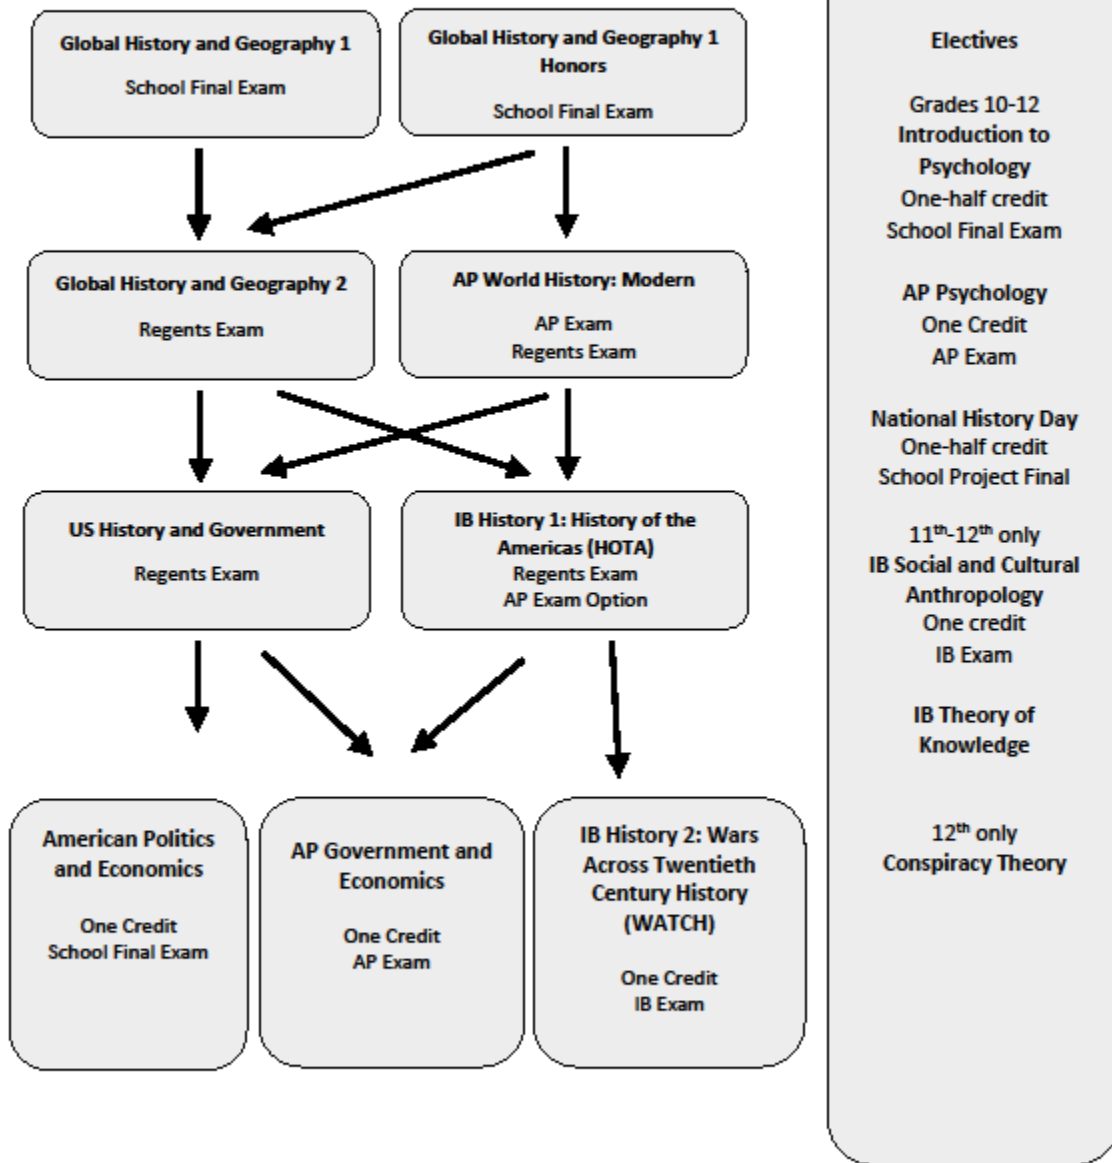 Global History and Geography 1
School Final Exam
Global History and Geography 1
Honors
School Final Exam
Global History and Geography 2
Regents Exam
AP World History: Modern
AP Exam
Regents Exam
US History and Government
Regents Exam
IB History 1: History of the
Americas (HOTA)
Regents Exam
AP Exam Option
American Politics
and Economics
One Credit
School Final Exam
AP Government and
Economics
One Credit
AP Exam
IB History 2: Wars
Across Twentieth
Century History
(WATCH)
One Credit
IB Exam
Electives
Grades 10-12
Introduction to
Psychology
One-half credit
School Final Exam
AP Psychology
One Credit
AP Exam
National History Day
One-half credit
School Project Final
11th-12th only
IB Social and Cultural
Anthropology
One credit
IB Exam
IB Theory of
Knowledge
12th only
Conspiracy Theory